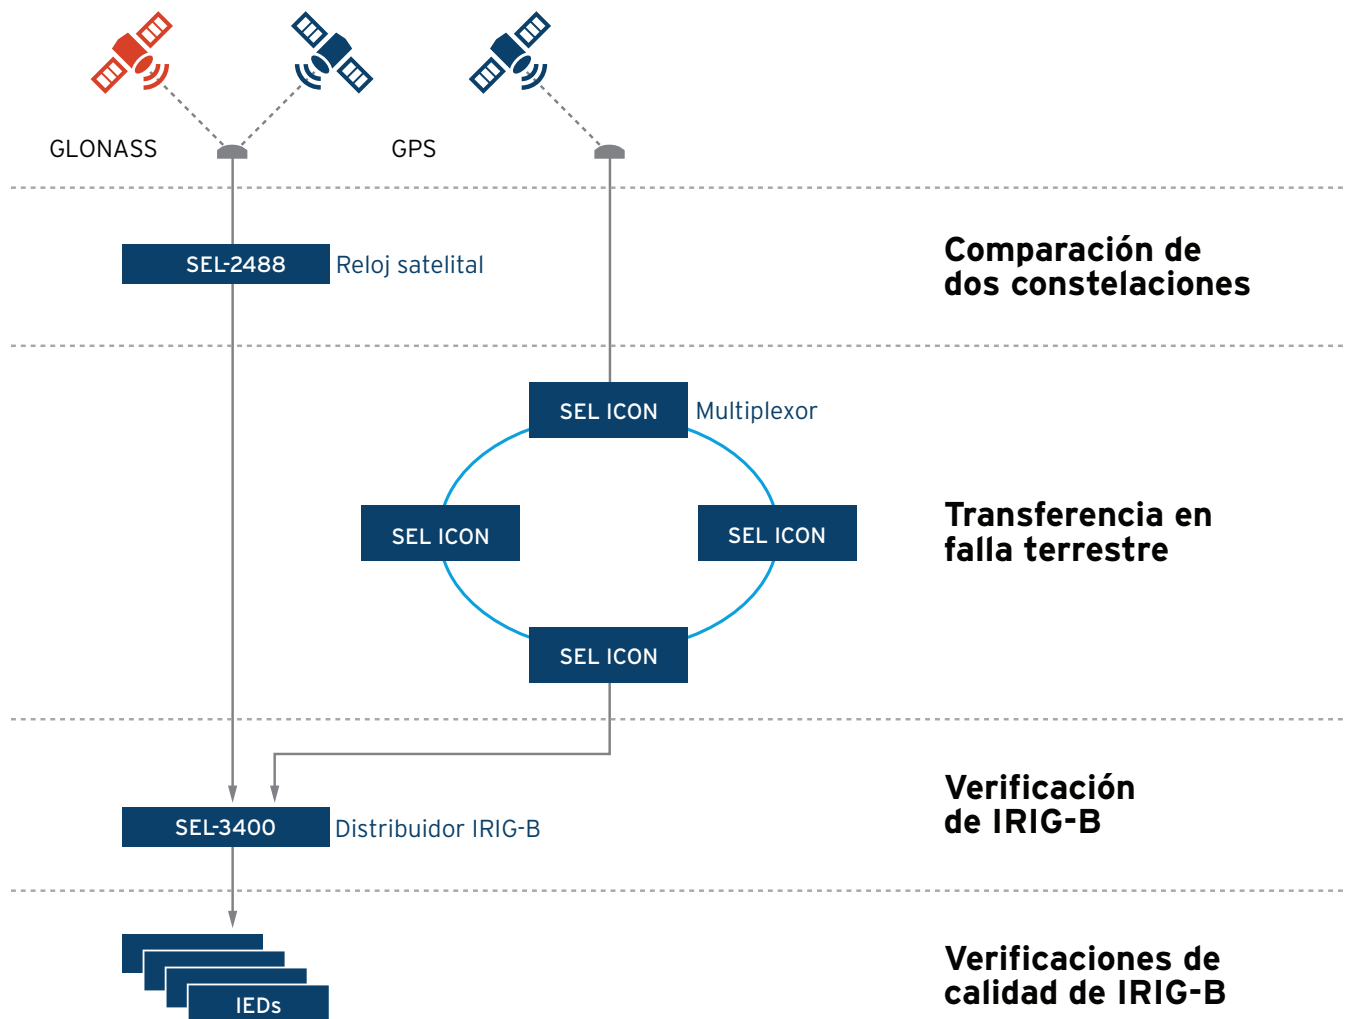 GLONASS
GPS
SEL-2488
Reloj satelital
Comparación de
dos constelaciones
SEL ICON
Multiplexor
SEL ICON
SEL ICON
Transferencia en
falla terrestre
SEL ICON
Verificación
de IRIG-B
SEL-3400
Distribuidor IRIG-B
IEDs
Verificaciones de
calidad de IRIG-B